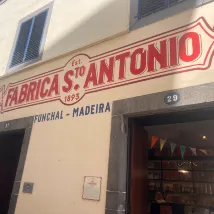 FABRICA STO ANTONIO
Est.
1893
FUNCHAL - MADEIRA
29